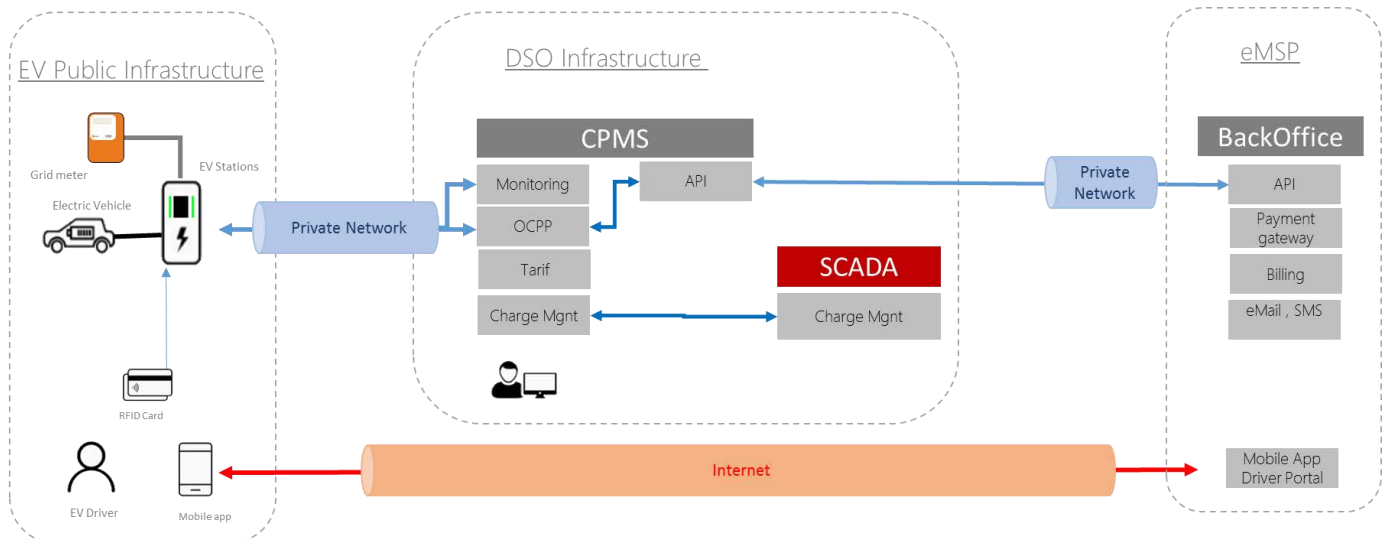 EV Public Infrastructure
Grid meter
EV Stations
Electric Vehicle
RFID Card
EV Driver
Mobile app
Private Network
DSO Infrastructure
CPMS
Monitoring
API
OCPP
Tarif
SCADA
Charge Mgnt
Charge Mgnt
Internet
Private
Network
eMSP
BackOffice
API
Payment
gateway
Billing
eMail , SMS
Mobile App
Driver Portal